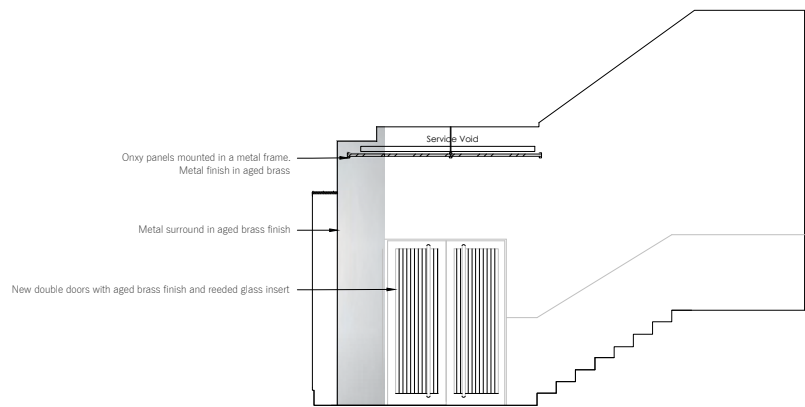 Service Void
Onxy panels mounted in a metal frame.
Metal finish in aged brass
Metal surround in aged brass finish
New double doors with aged brass finish and reeded glass insert